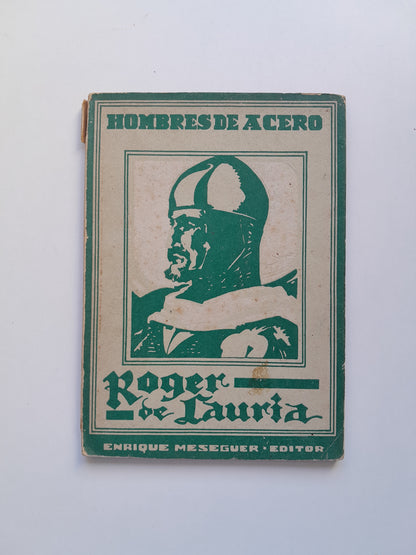 HOMBRES DE ACERO
Roger
de Lauria
ENRIQUE MESEGUER - EDITOR